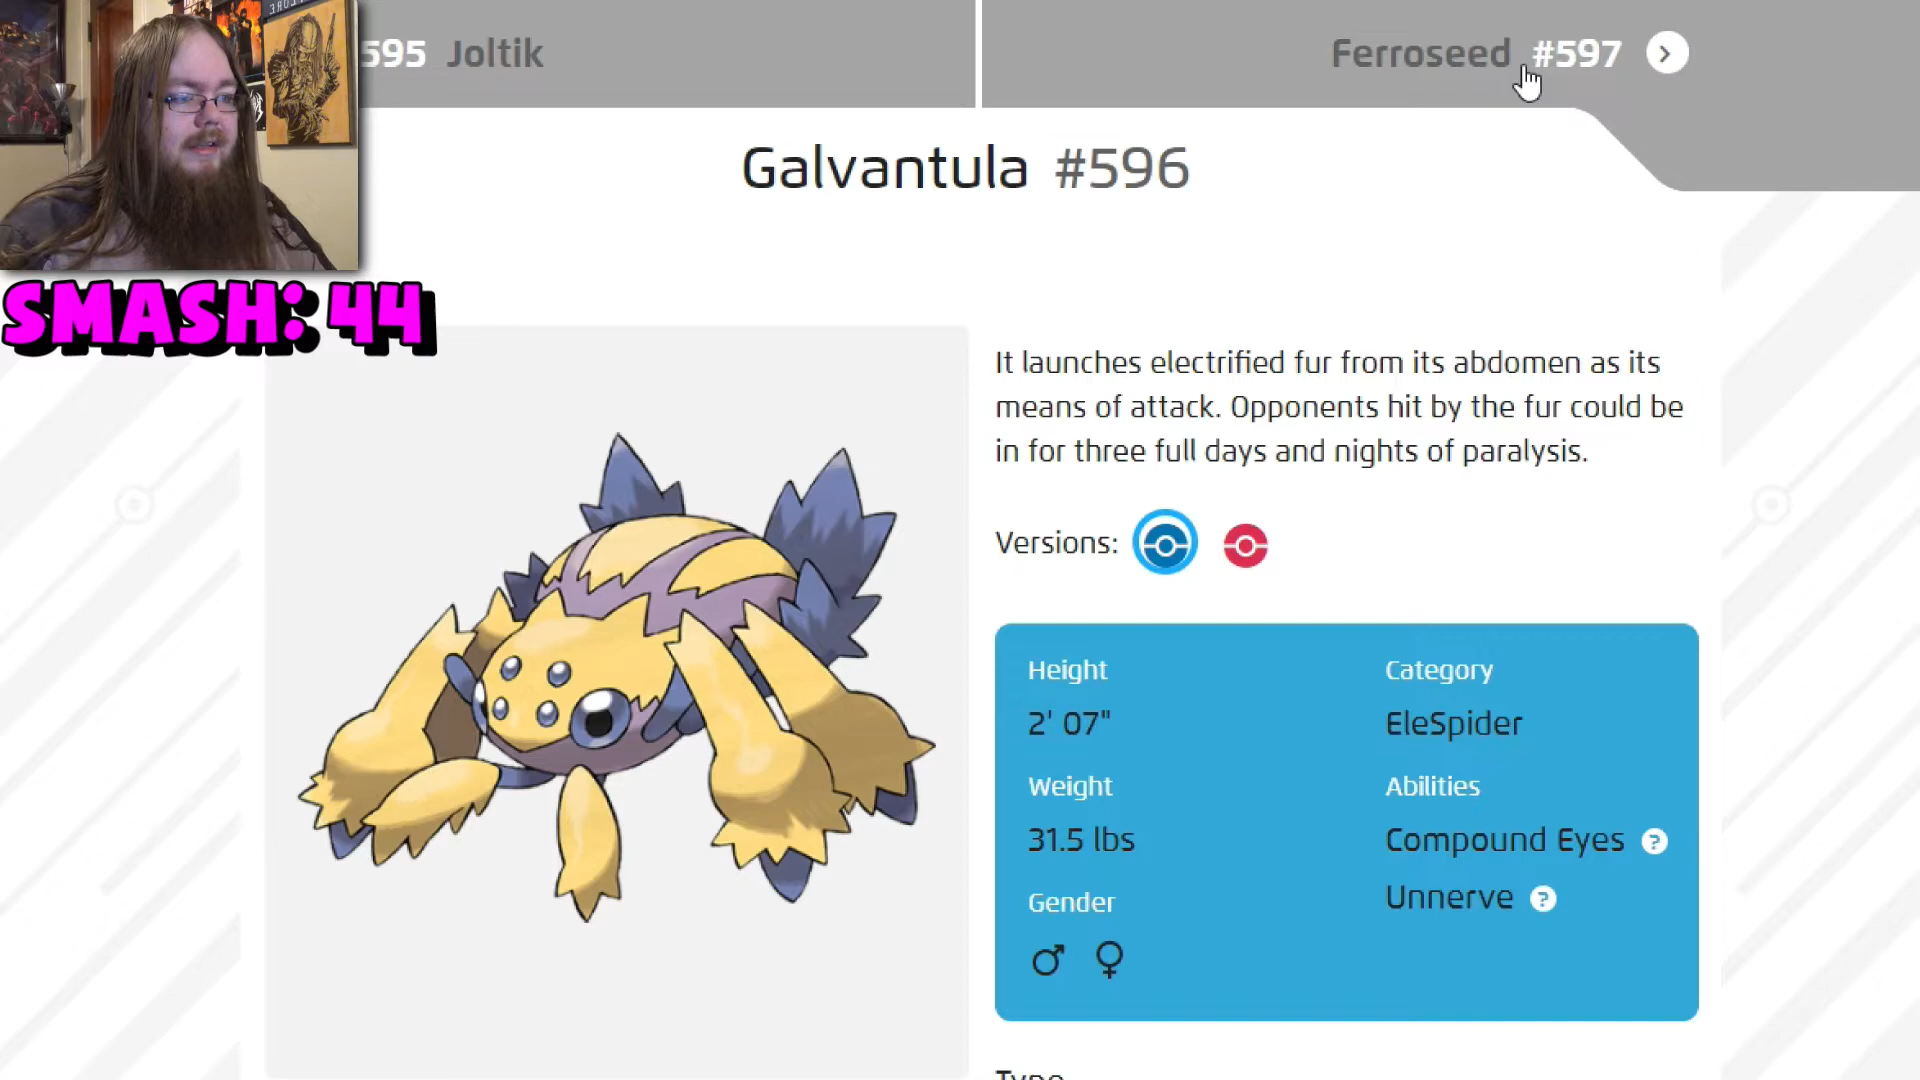 595 Joltik
Ferroseed #597
Galvantula #596
SMASH: 44
It launches electrified fur from its abdomen as its
means of attack. Opponents hit by the fur could be
in for three full days and nights of paralysis.
Versions:
Height
2' 07"
Weight
31.5 lbs
Gender
Category
EleSpider
Abilities
Compound Eyes ?
Unnerve ?
Type